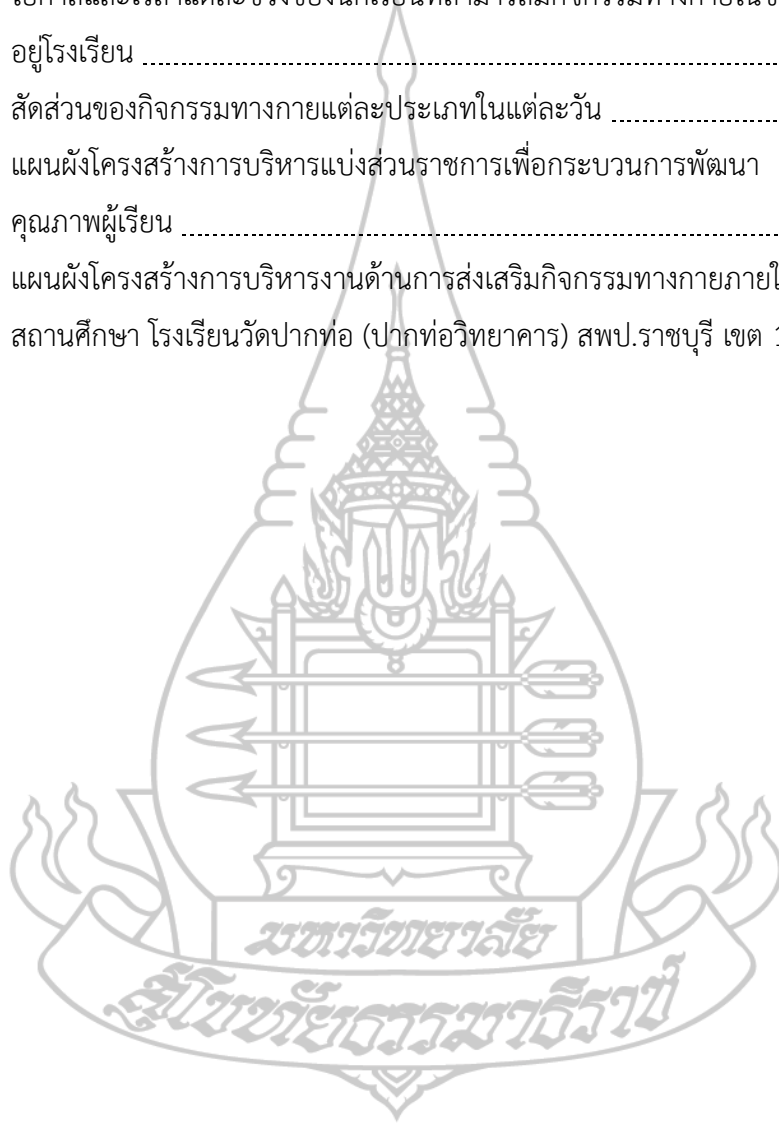 อยู่โรงเรียน
สัดส่วนของกิจกรรมทางกายแต่ละประเภทในแต่ละวัน
แผนผังโครงสร้างการบริหารแบ่งส่วนราชการเพื่อกระบวนการพัฒนา
คุณภาพผู้เรียน
แผนผังโครงสร้างการบริหารงานด้านการส่งเสริมกิจกรรมทางกายภายใ
สถานศึกษา โรงเรียนวัดปากท่อ (ปากท่อวิทยาคาร) สพป.ราชบุรี เขต 1
มหาวิทยาลัย
สุโขทัยธรรมาธิราช